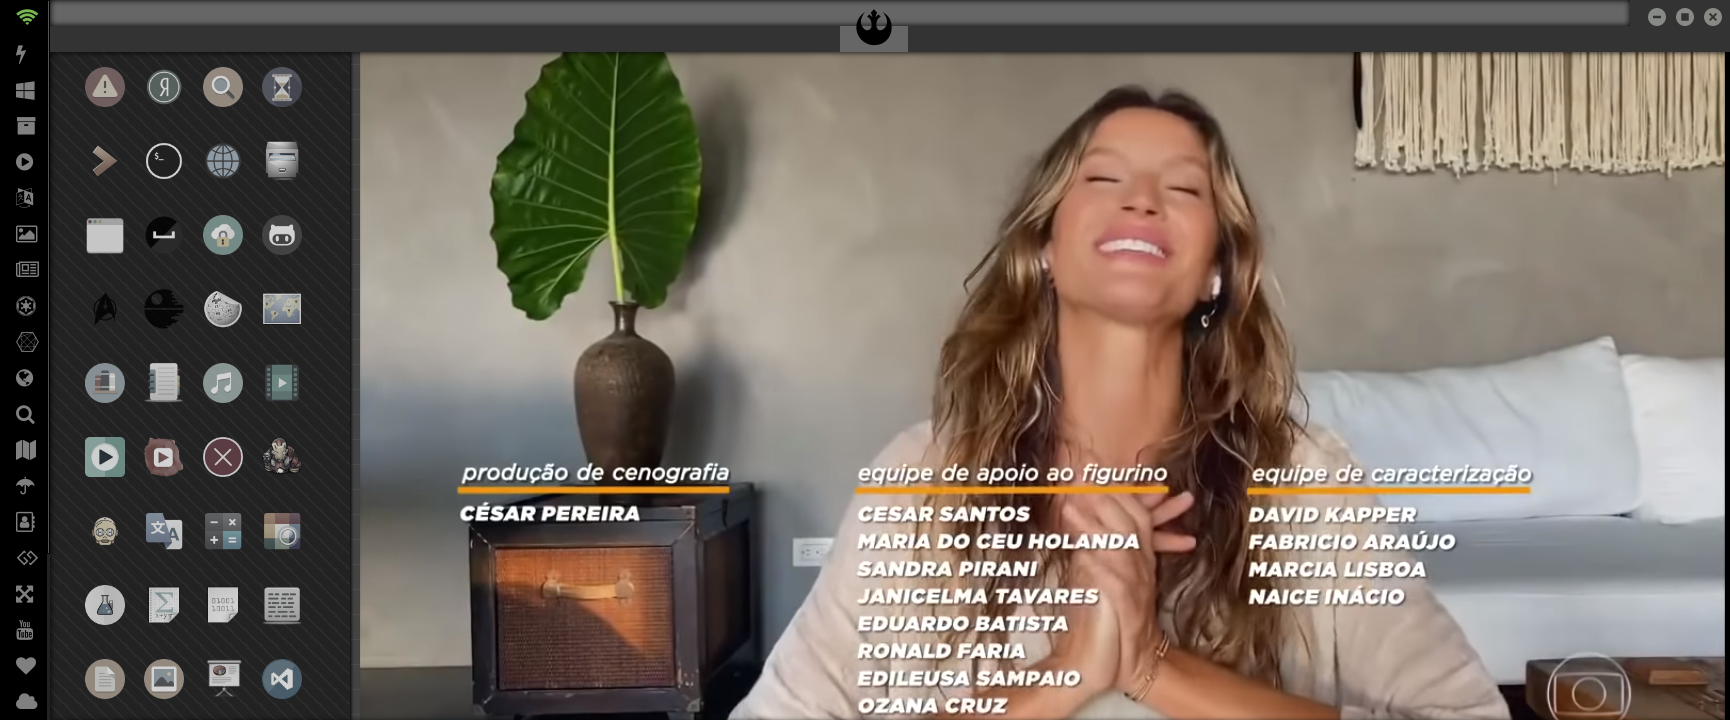 produção de cenografia
CÉSAR PEREIRA
equipe de apoio ao figurino
CESAR SANTOS
MARIA DO CEU HOLANDA
SANDRA PIRANI
JANICELMA TAVARES
EDUARDO BATISTA
RONALD FARIA
EDILEUSA SAMPAIO
OZANA CRUZ
equipe de caracterização
DAVID KAPPER
FABRICIO ARAÚJO
MARCIA LISBOA
NAICE INÁCIO
You
Tube